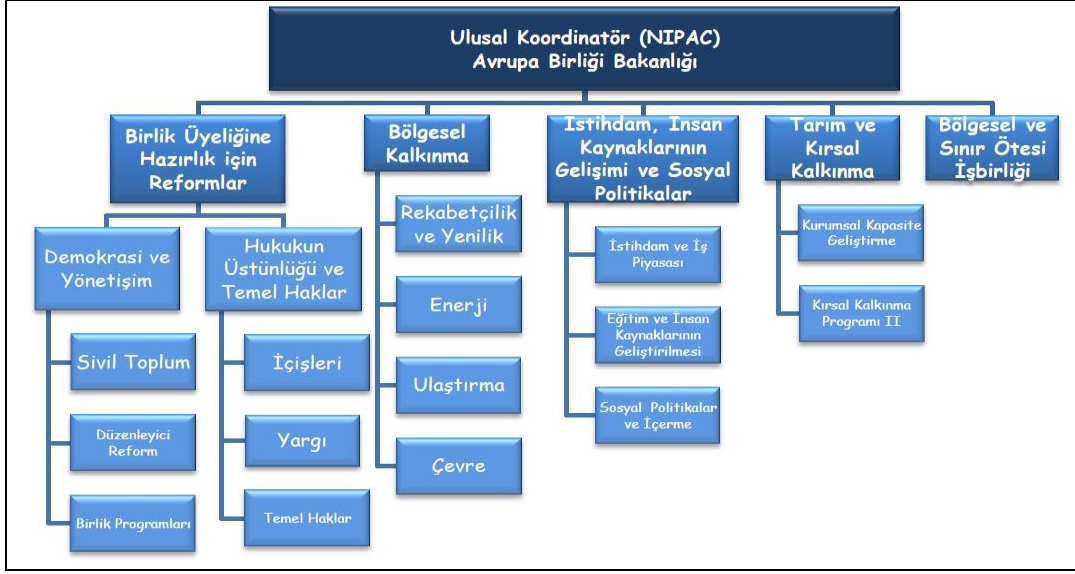 Ulusal Koordinatör (NIPAC)
Avrupa Birliği Bakanlığı
Birlik Üyeliğine
Hazırlık için
Reformlar
Demokrasi ve
Yönetişim
Sivil Toplum
Düzenleyici
Reform
Birlik Programları
Hukukun
Üstünlüğü ve
Temel Haklar
İçişleri
Yargı
Temel Haklar
Bölgesel
Kalkınma
Rekabetçilik
ve Yenilik
Enerji
Ulaştırma
Çevre
İstihdam, İnsan
Kaynaklarının
Gelişimi ve Sosyal
Politikalar
İstihdam ve İş
Piyasası
Eğitim ve İnsan
Kaynaklarının
Geliştirilmesi
Sosyal Politikalar
ve İçerme
Tarım ve
Kırsal
Kalkınma
Kurumsal Kapasite
Geliştirme
Kırsal Kalkınma
Programı II
Bölgesel ve
Sınır Ötesi
İşbirliği